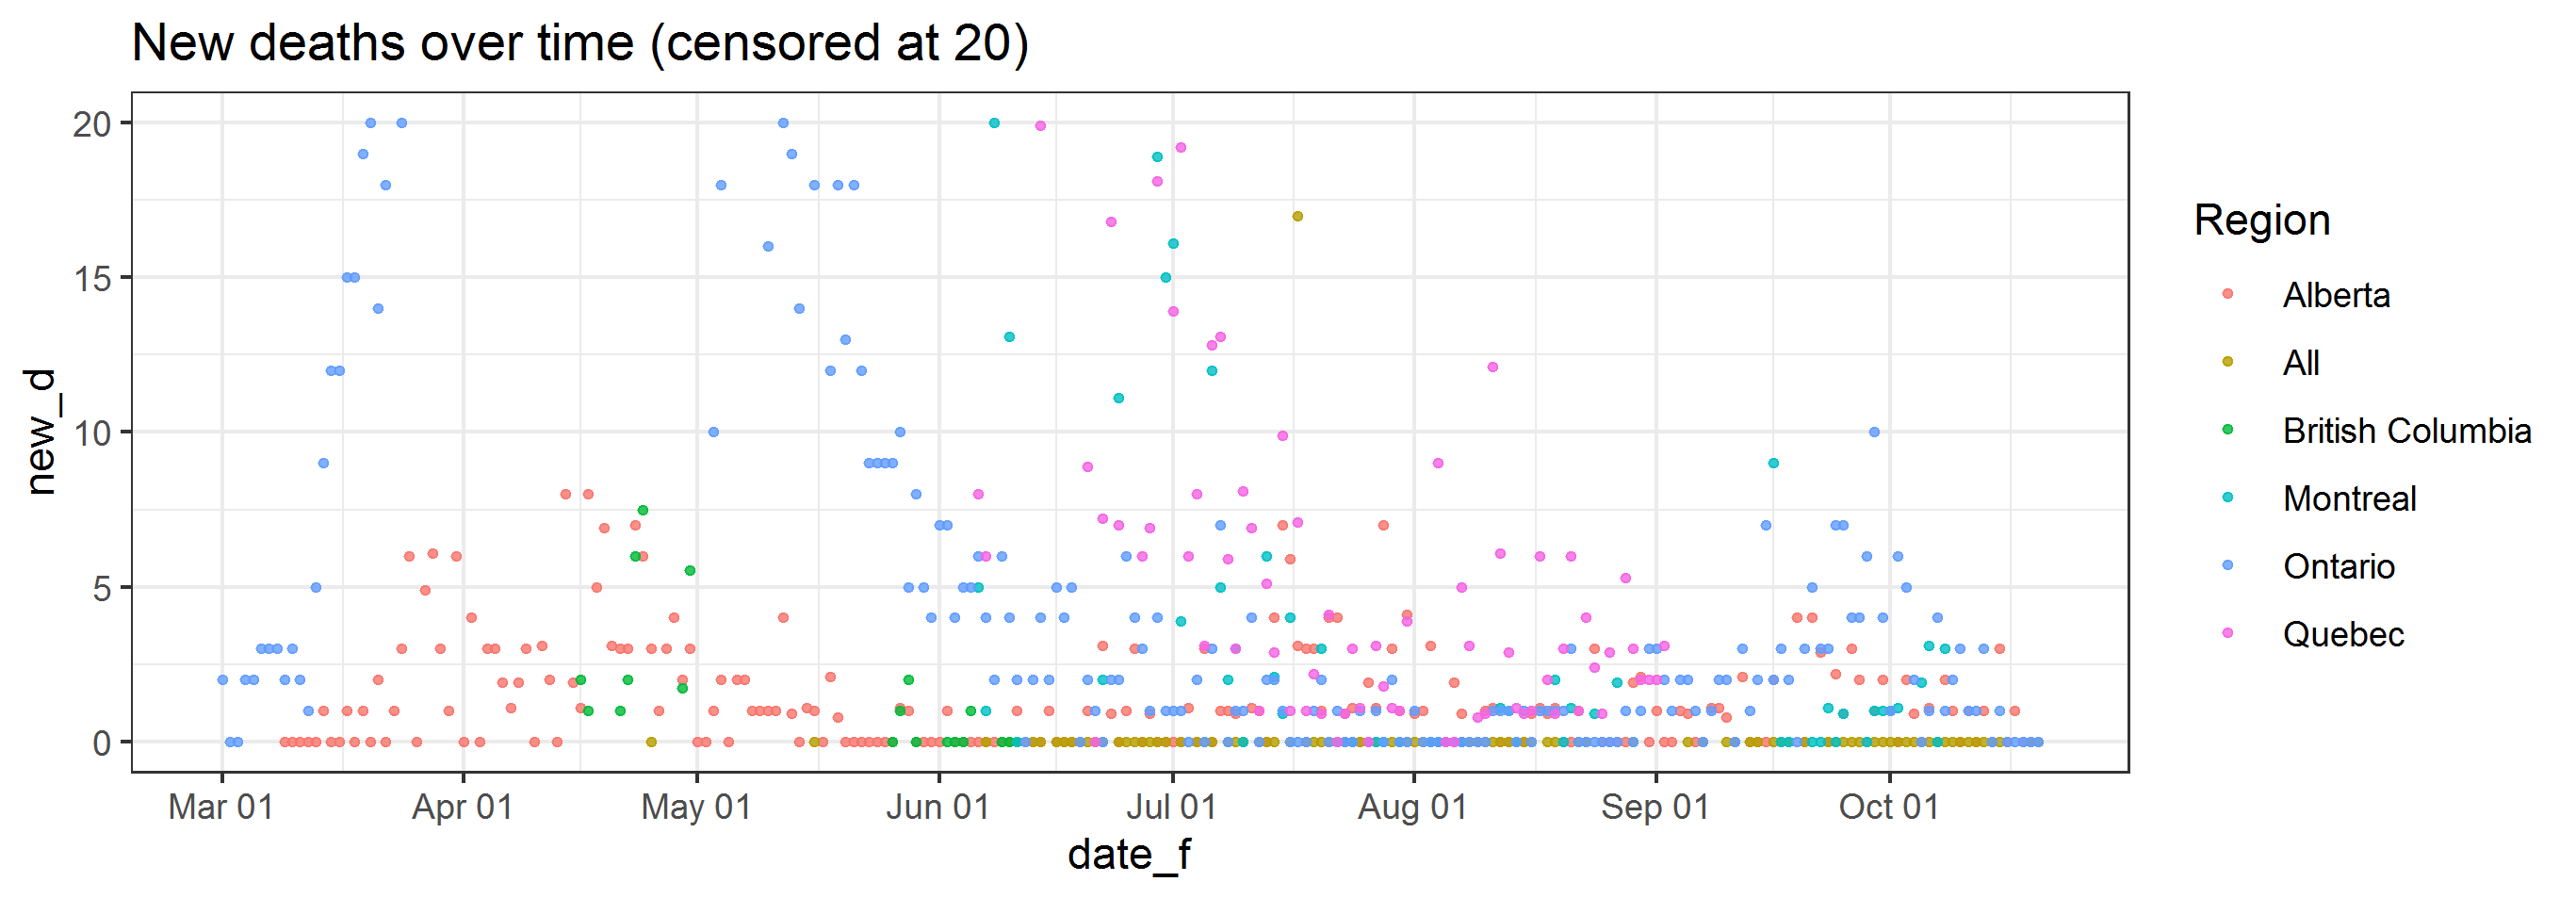 New deaths over time (censored at 20)
new_d
20
15
10
5
0
Mar 01
Apr 01
May 01
Jun 01
Jul 01
Aug 01
Sep 01
Oct 01
date_f
Region
Alberta
All
British Columbia
Montreal
Ontario
Quebec